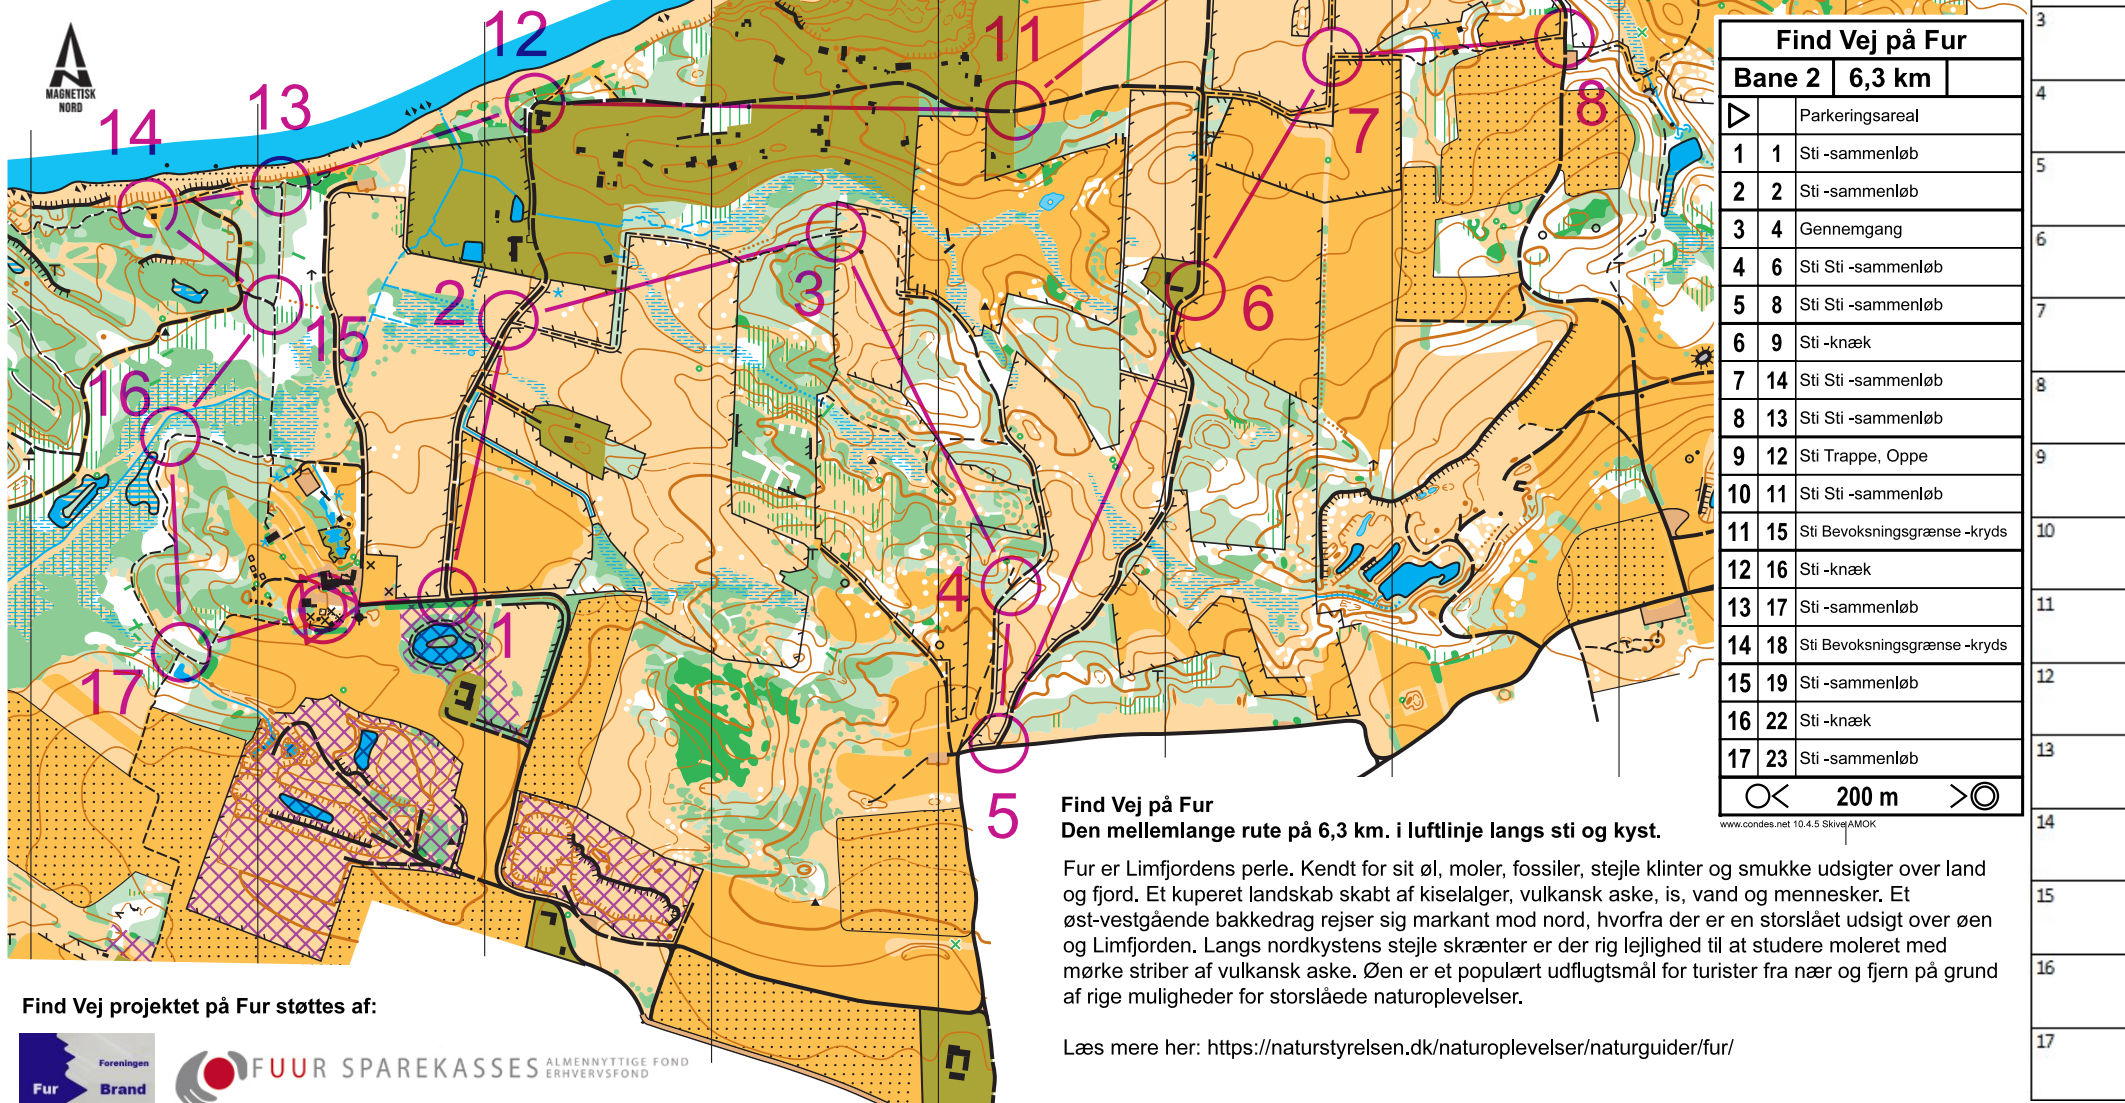 MAGNETISK
NORD
12
11
13
14
7
8
2
3
6
15
16
4
1
17
5
Find Vej på Fur
Bane 2 6,3 km
Parkeringsareal
1 1 Sti -sammenløb
2 2 Sti -sammenløb
3 4 Gennemgang
4 6 Sti Sti -sammenløb
5 8 Sti Sti -sammenløb
6 9 Sti -knæk
7 14 Sti Sti -sammenløb
8 13 Sti Sti -sammenløb
9 12 Sti Trappe, Oppe
10 11 Sti Sti -sammenløb
11 15 Sti Bevoksningsgrænse -kryds
12 16 Sti -knæk
13 17 Sti -sammenløb
14 18 Sti Bevoksningsgrænse -kryds
15 19 Sti -sammenløb
16 22 Sti -knæk
17 23 Sti -sammenløb
200 m
www.condes.net 10.4.5 Skive AMOK
3
4
5
6
7
8
9
10
11
12
13
14
15
16
17
Find Vej på Fur
Den mellemlange rute på 6,3 km. i luftlinje langs sti og kyst.
Fur er Limfjordens perle. Kendt for sit øl, moler, fossiler, stejle klinter og smukke udsigter over land
og fjord. Et kuperet landskab skabt af kiselalger, vulkansk aske, is, vand og mennesker. Et
øst-vestgående bakkedrag rejser sig markant mod nord, hvorfra der er en storslået udsigt over øen
og Limfjorden. Langs nordkystens stejle skrænter er der rig lejlighed til at studere moleret med
mørke striber af vulkansk aske. Øen er et populært udflugtsmål for turister fra nær og fjern på grund
af rige muligheder for storslåede naturoplevelser.
Læs mere her: https://naturstyrelsen.dk/naturoplevelser/naturguider/fur/
Find Vej projektet på Fur støttes af:
Foreningen
Fur Brand
FUUR SPAREKASSES ALMENNYTTIGE FOND
ERHVERVSFOND